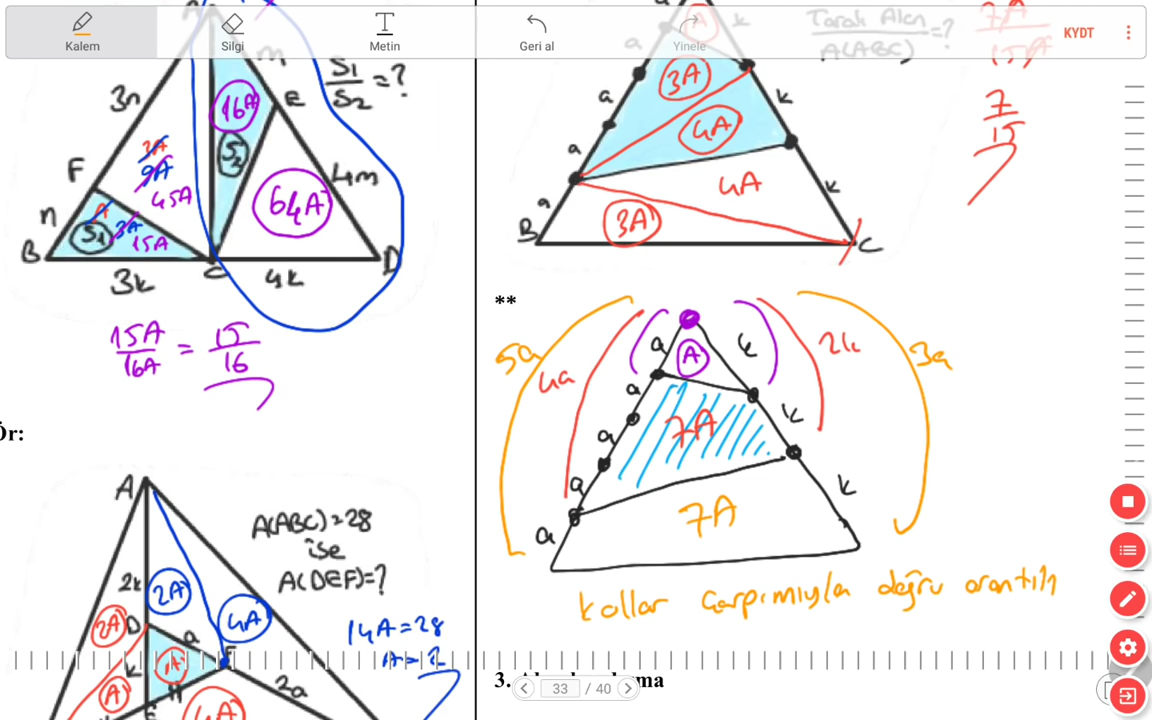 Kalem
Silgi
Metin
Geri al
Yinele
KYDT
A
m
3n
16A
E
S1/S2 = ?
S2
4m
F
3A
9A
45A
64A
n
A
S1
3A
15A
B
C
D
3k
4k
15A/16A = 15/16
Ör:
A
A(ABC)=28
ise
A(DEF)=?
2k
2A
4A
2A
D
a
14A=28
A=2
F
k
1A
A
2a
4A
E
a
A
k
Taralı Alan/A(ABC) = ?
7A/15A
a
3A
k
7/15
a
4A
a
4A
k
a
3A
B
C
**
5a
4a
a
A
k
2k
3a
a
7A
k
a
a
k
a
7A
kollar çarpımıyla doğru orantılı
33 / 40